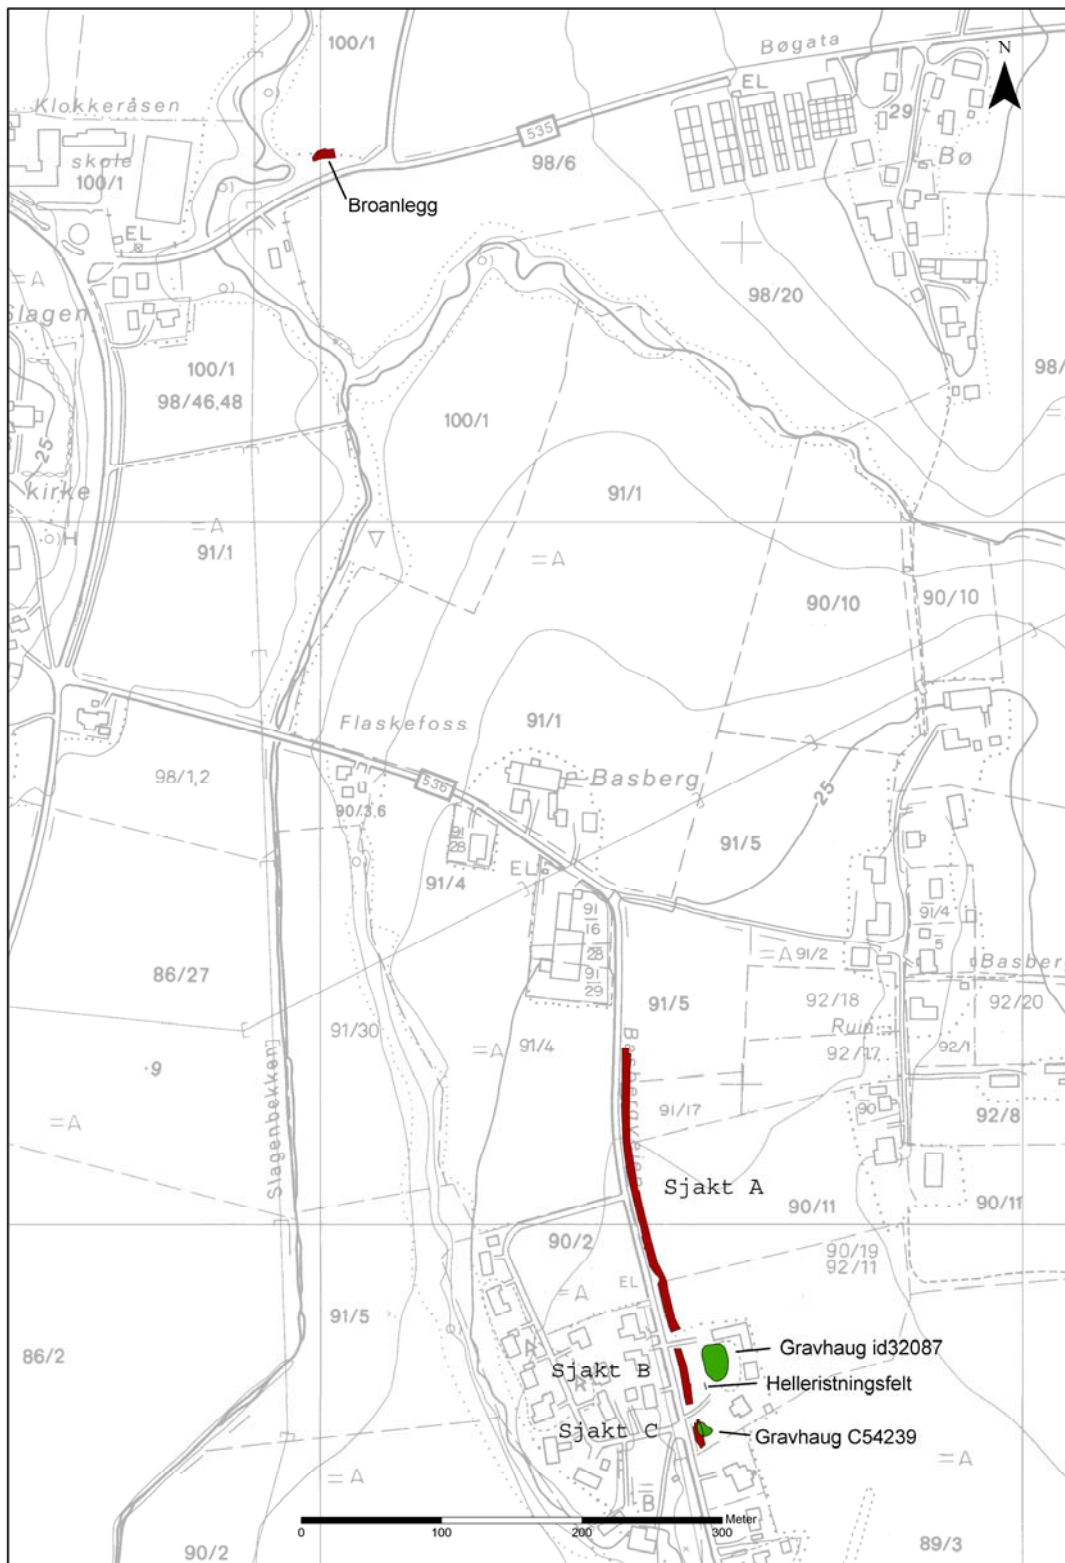 100/1
Bøgata
N
Klokkeråsen
EL
29
535
skole
100/1
98/6
Bø
Broanlegg
EL
=A
98/20
Slagen
100/1
98/46,48
98/
100/1
25
kirke
91/1
=A
H
91/1
=A
90/10
90/10
Flaskefoss
91/1
98/1,2
536
Basberg
90/3,6
25
91/28
91/5
91/4
EL
91/4
91/16
5
28
=A
91/2
Basberg
86/27
91/29
91/5
92/18
92/20
91/30
Ruin
91/4
=A
92/17
92/1
9
Slagenbekken
Basbergveien
91/17
90
92/8
=A
Sjakt A
90/11
90/11
90/2
90/19
92/11
EL
=A
91/5
86/2
Gravhaug id32087
Sjakt B
Helleristningsfelt
Sjakt C
Gravhaug C54239
=A
=A
B
Meter
0
100
200
300
90/2
89/3